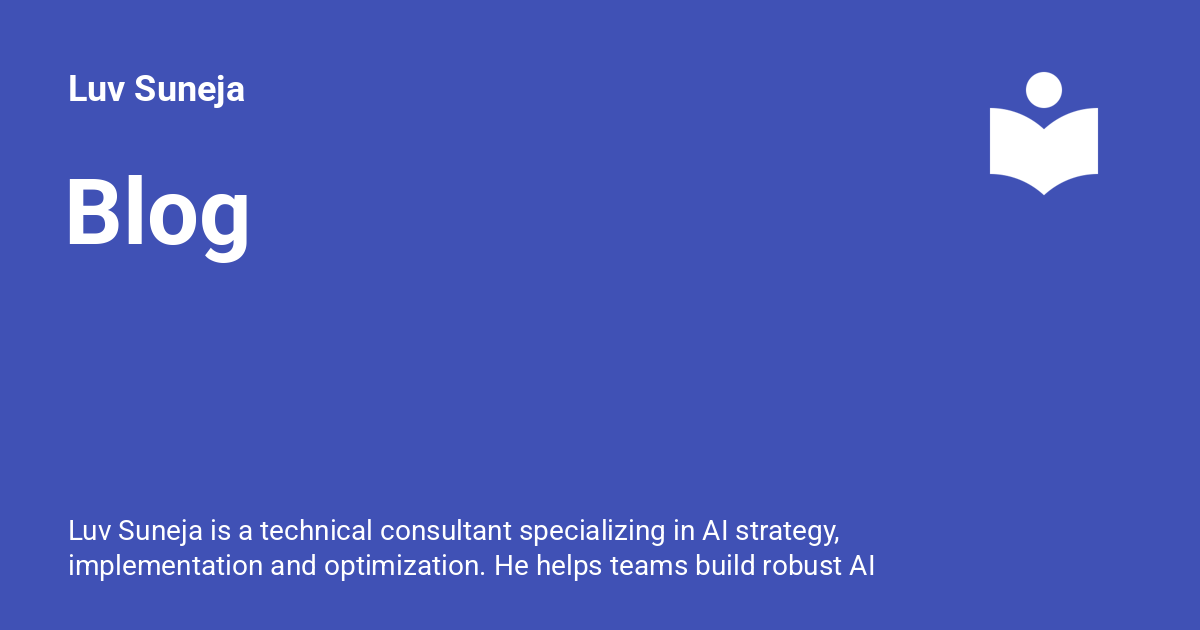 Luv Suneja
Blog
Luv Suneja is a technical consultant specializing in AI strategy,
implementation and optimization. He helps teams build robust AI